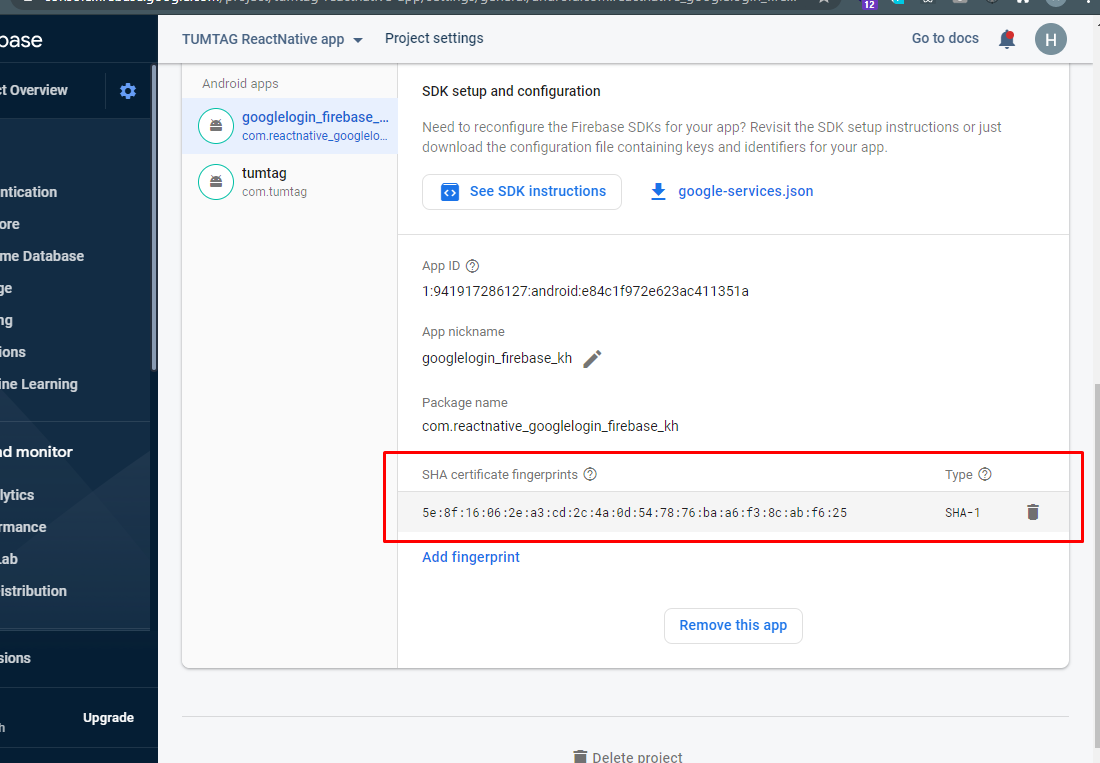 12
base
TUMTAG ReactNative app
Project settings
Go to docs
H
ct Overview
ntication
ore
me Database
ge
ng
ions
ine Learning
nd monitor
lytics
rmance
Lab
istribution
sions
h
Upgrade
Android apps
googlelogin_firebase_...
com.reactnative_googlelo...
tumtag
com.tumtag
SDK setup and configuration
Need to reconfigure the Firebase SDKs for your app? Revisit the SDK setup instructions or just
download the configuration file containing keys and identifiers for your app.
See SDK instructions
google-services.json
App ID
1:941917286127:android:e84c1f972e623ac411351a
App nickname
googlelogin_firebase_kh
Package name
com.reactnative_googlelogin_firebase_kh
SHA certificate fingerprints
Type
5e:8f:16:06:2e:a3:cd:2c:4a:0d:54:78:76:ba:a6:f3:8c:ab:f6:25
SHA-1
Add fingerprint
Remove this app
Delete project